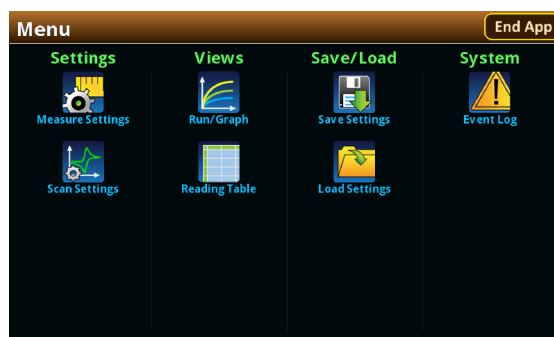 Menu
End App
Settings
Views
Save/Load
System
Measure Settings
Run/Graph
Save Settings
Event Log
Scan Settings
Reading Table
Load Settings